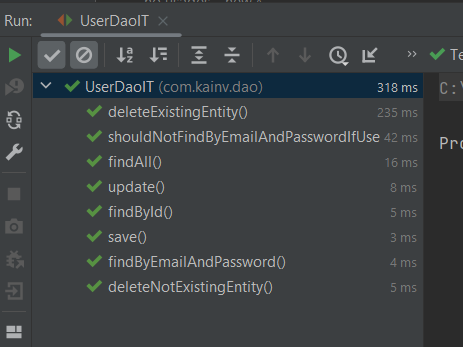 Run: UserDaoIT
Te
UserDaoIT (com.kainv.dao) 318 ms
C:\
deleteExistingEntity() 235 ms
shouldNotFindByEmailAndPasswordIfUse 42 ms
Pro
findAll() 16 ms
update() 8 ms
findById() 5 ms
save() 3 ms
findByEmailAndPassword() 4 ms
deleteNotExistingEntity() 5 ms